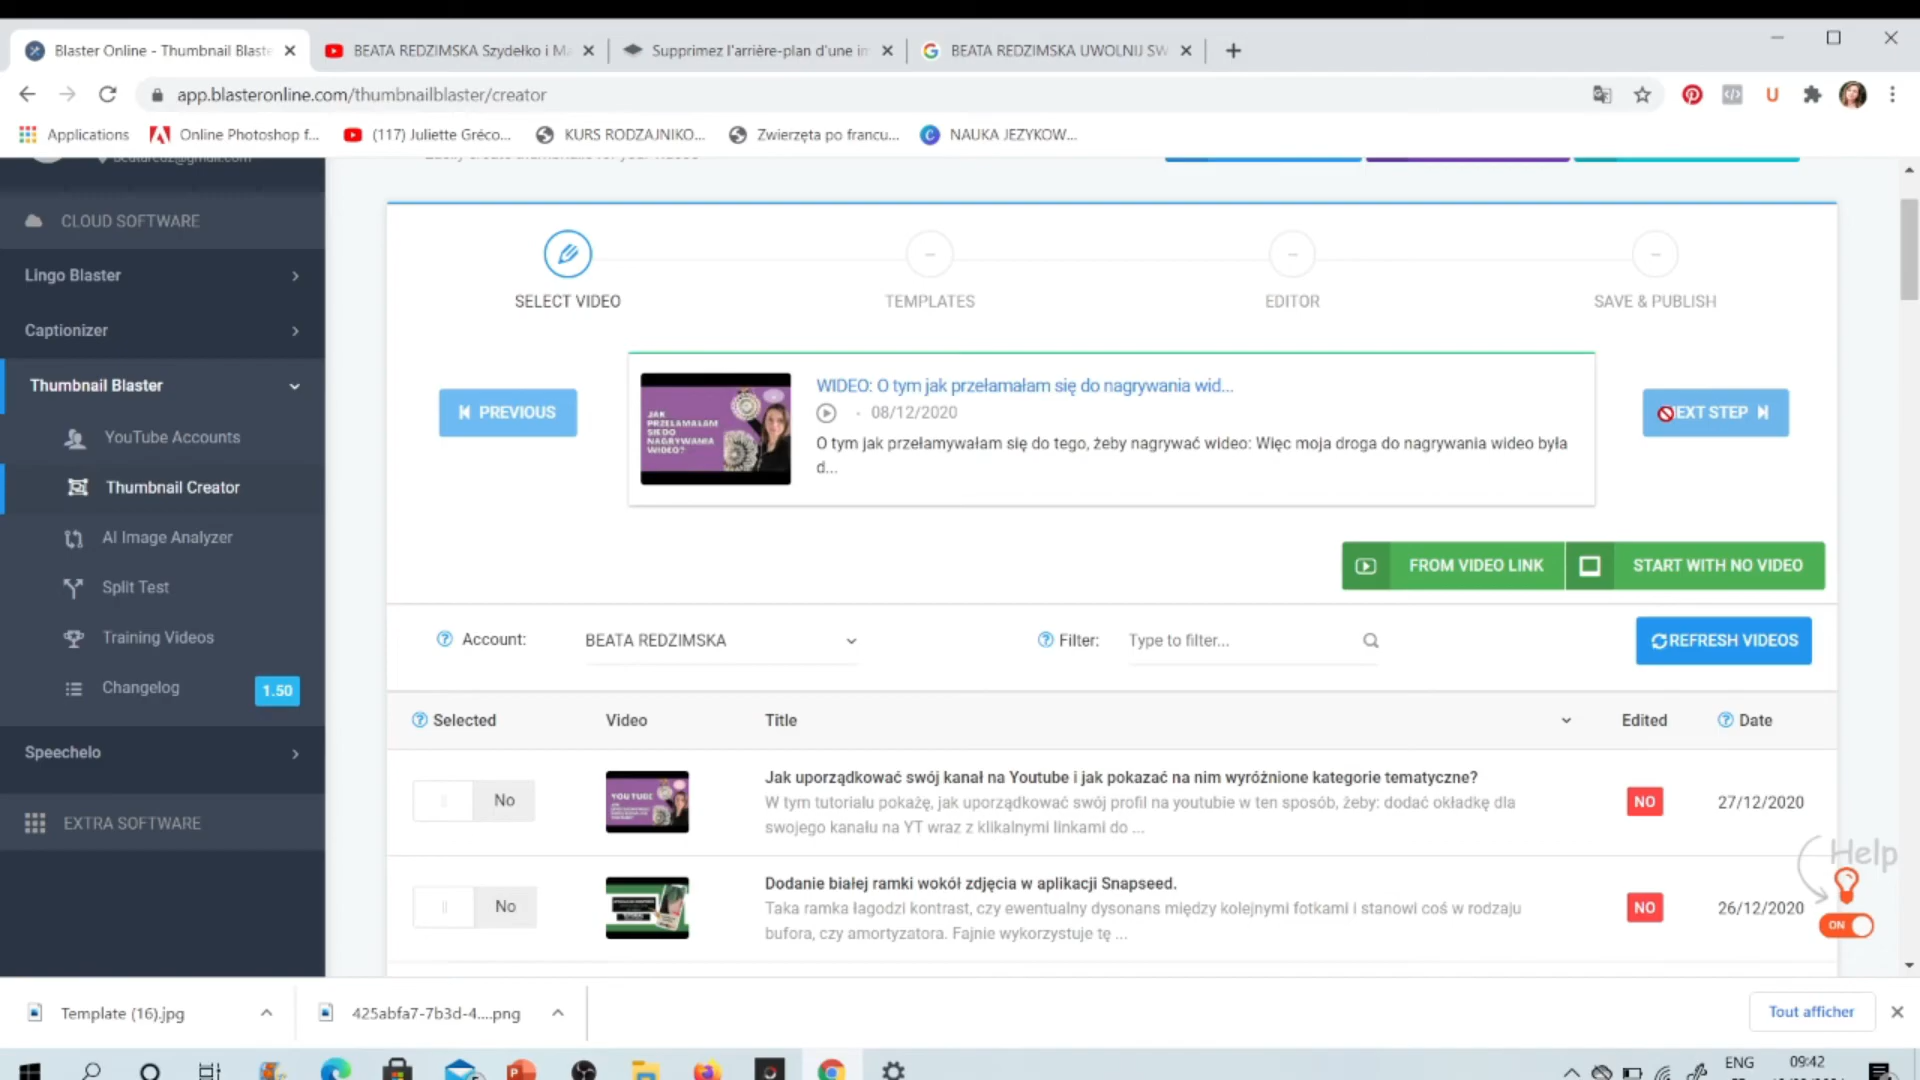 Blaster Online - Thumbnail Blaste
BEATA REDZIMSKA Szydełko i M
Supprimez l'arrière-plan d'une im
BEATA REDZIMSKA UWOLNIJ SW
app.blasteronline.com/thumbnailblaster/creator
Applications
Online Photoshop f...
(117) Juliette Gréco...
KURS RODZAJNIKO...
Zwierzęta po francu...
NAUKA JEZYKOW...
CLOUD SOFTWARE
Lingo Blaster
Captionizer
Thumbnail Blaster
YouTube Accounts
Thumbnail Creator
AI Image Analyzer
Split Test
Training Videos
Changelog
1.50
Speechelo
EXTRA SOFTWARE
SELECT VIDEO
TEMPLATES
EDITOR
SAVE & PUBLISH
PREVIOUS
JAK
PRZEŁAMAŁAM
SIĘ DO
NAGRYWANIA
WIDEO?
WIDEO: O tym jak przełamałam się do nagrywania wid...
· 08/12/2020
O tym jak przełamywałam się do tego, żeby nagrywać wideo: Więc moja droga do nagrywania wideo była
d...
EXT STEP
FROM VIDEO LINK
START WITH NO VIDEO
Account:
BEATA REDZIMSKA
Filter:
Type to filter...
REFRESH VIDEOS
Selected
Video
Title
Edited
Date
No
YOU TUBE
Jak uporządkować swój kanał na Youtube i jak pokazać na nim wyróżnione kategorie tematyczne?
W tym tutorialu pokażę, jak uporządkować swój profil na youtubie w ten sposób, żeby: dodać okładkę dla
swojego kanału na YT wraz z klikalnymi linkami do ...
NO
27/12/2020
No
Dodanie białej ramki wokół zdjęcia w aplikacji Snapseed.
Taka ramka łagodzi kontrast, czy ewentualny dysonans między kolejnymi fotkami i stanowi coś w rodzaju
bufora, czy amortyzatora. Fajnie wykorzystuje tę ...
NO
26/12/2020
Help
ON
Template (16).jpg
425abfa7-7b3d-4....png
Tout afficher
ENG
09:42